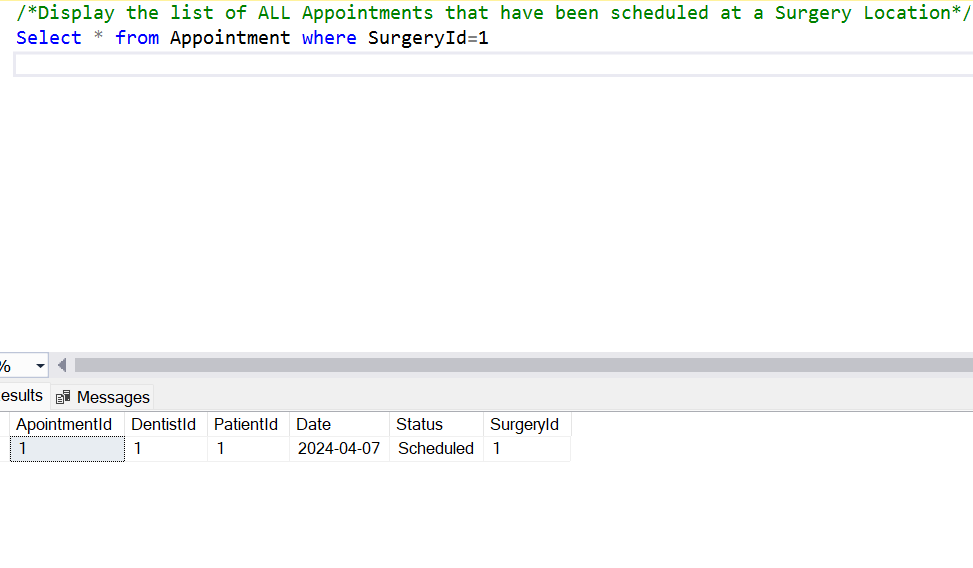 /*Display the list of ALL Appointments that have been scheduled at a Surgery Location*/
Select * from Appointment where SurgeryId=1
%
esults Messages
ApointmentId DentistId PatientId Date Status SurgeryId
1 1 1 2024-04-07 Scheduled 1